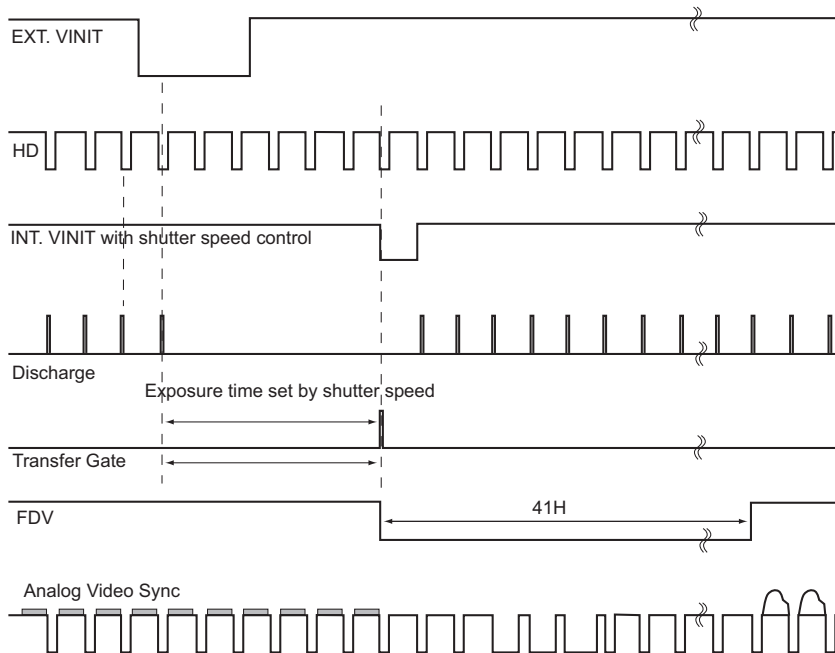 EXT. VINIT
HD
INT. VINIT with shutter speed control
Discharge
Exposure time set by shutter speed
Transfer Gate
FDV
41H
Analog Video Sync